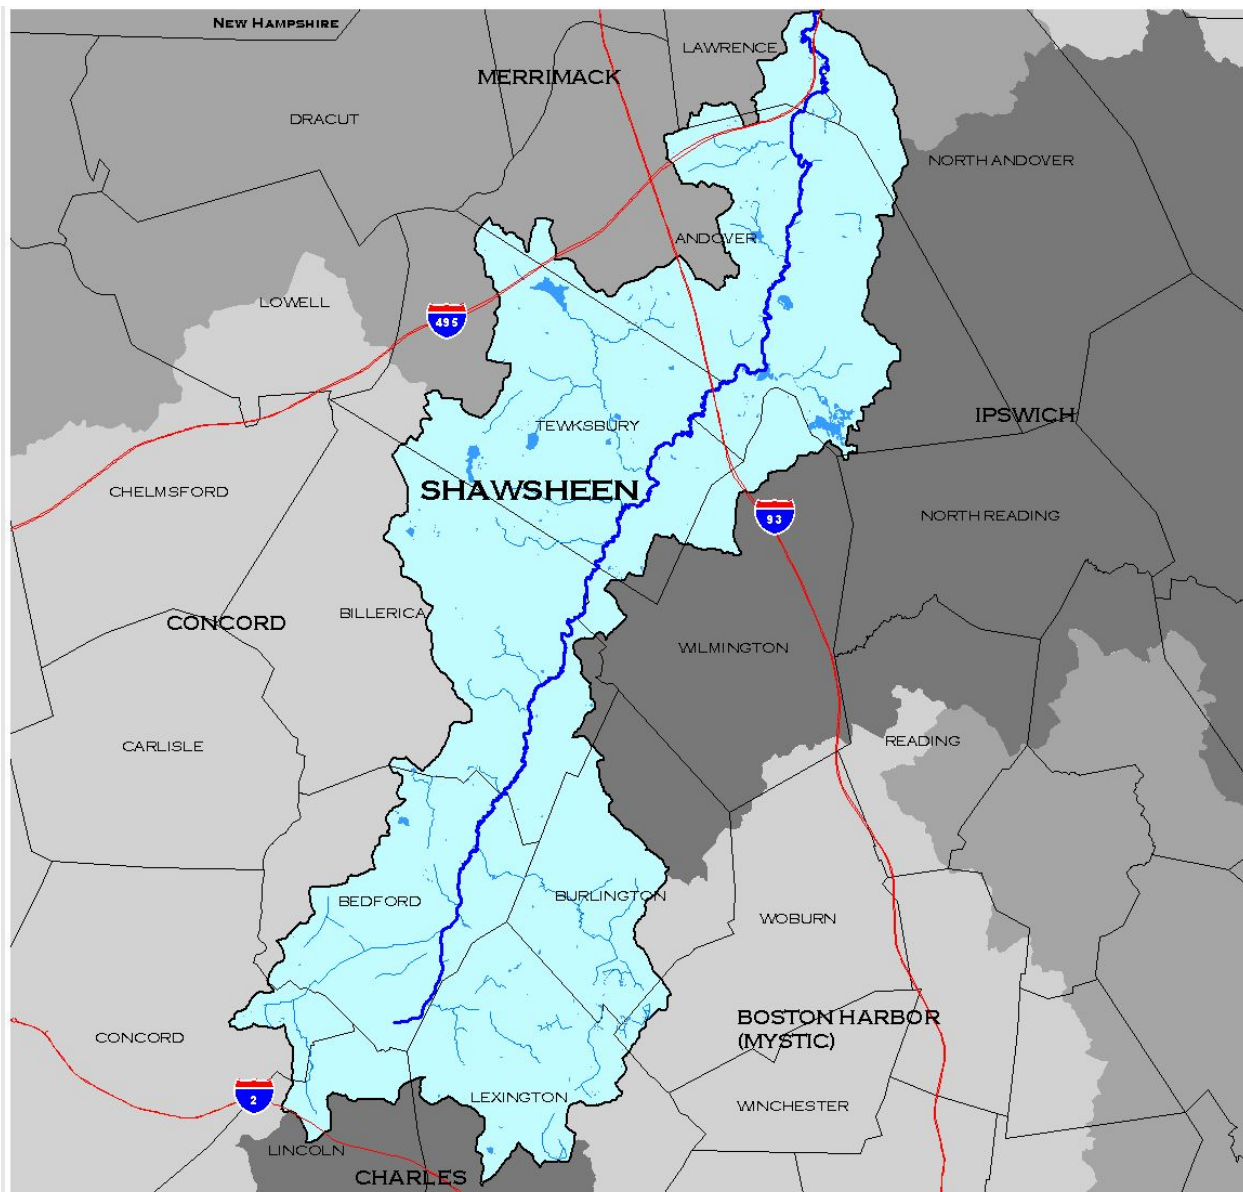 NEW HAMPSHIRE
LAWRENCE
MERRIMACK
DRACUT
NORTH ANDOVER
ANDOVER
LOWELL
495
IPSWICH
TEWKSBURY
SHAWSHEEN
CHELMSFORD
93
NORTH READING
BILLERICA
CONCORD
WILMINGTON
CARLISLE
READING
BEDFORD
BURLINGTON
WOBURN
BOSTON HARBOR
(MYSTIC)
CONCORD
2
LEXINGTON
WINCHESTER
LINCOLN
CHARLES